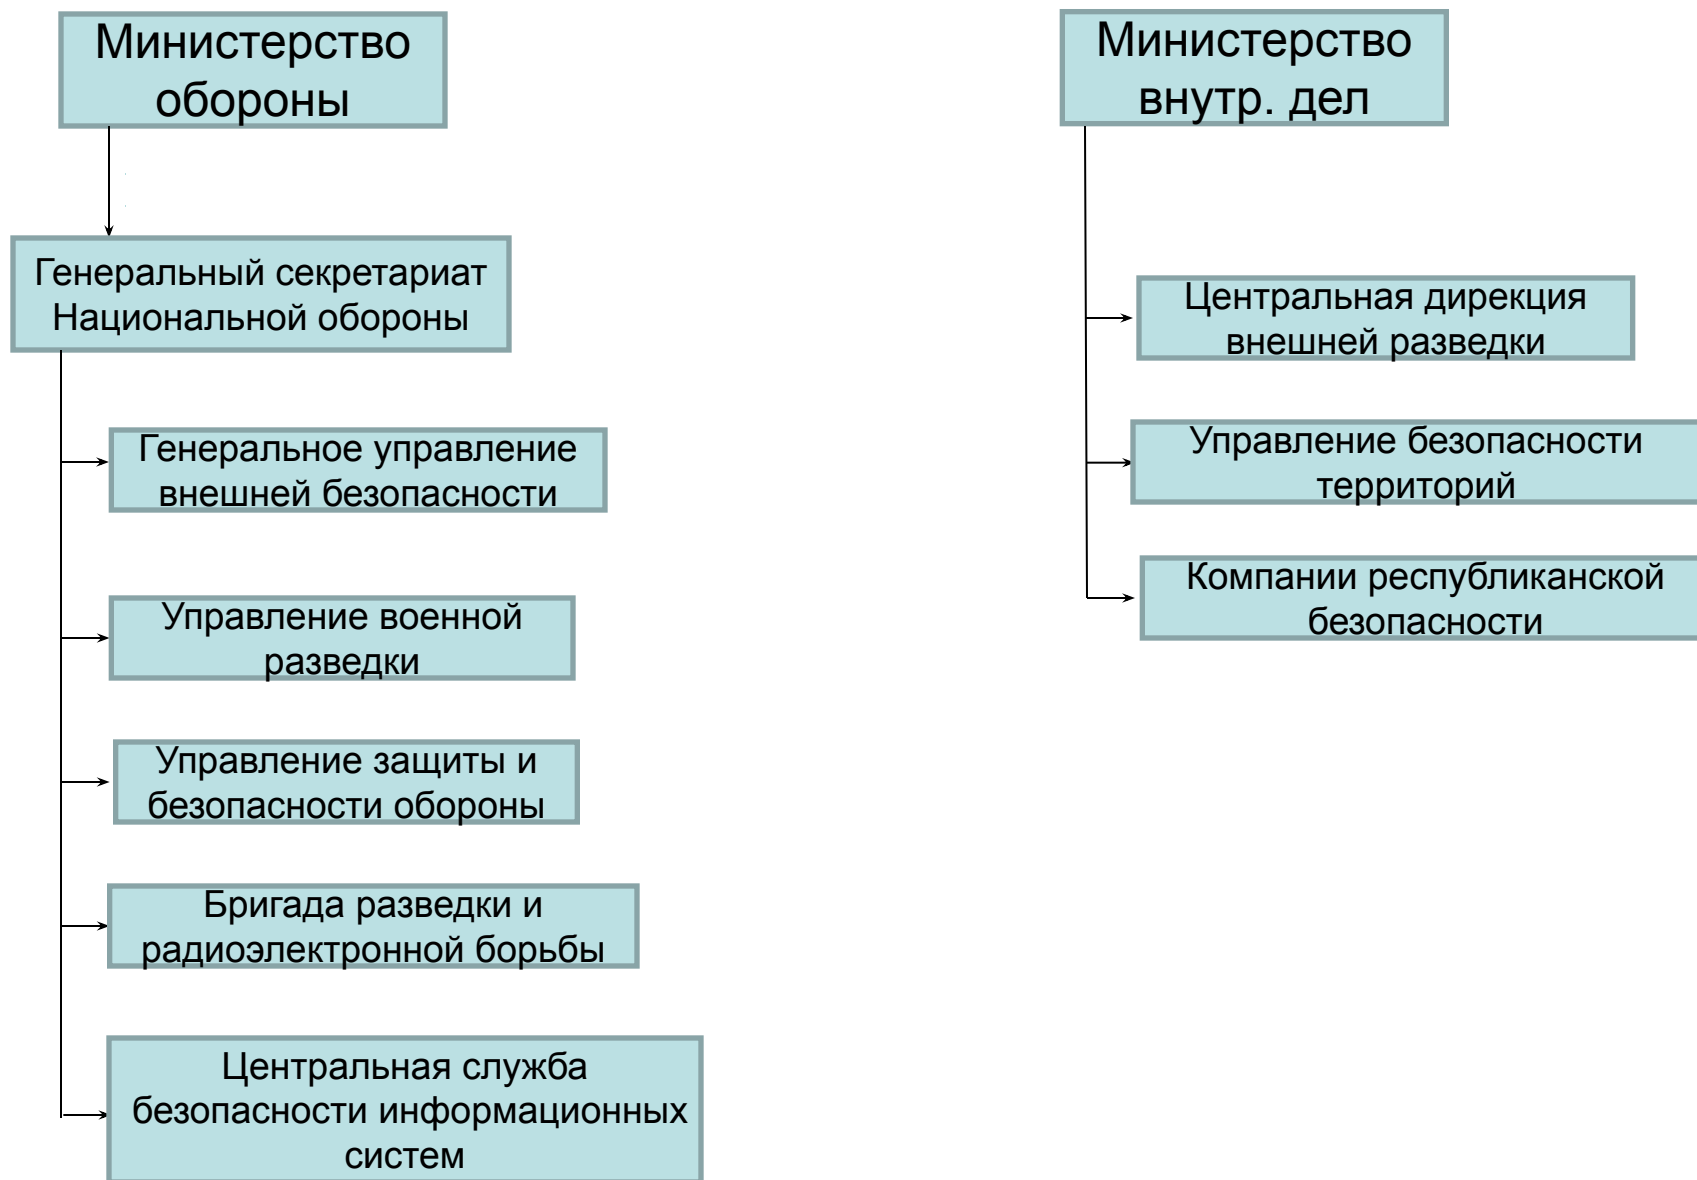 Министерство
обороны
Генеральный секретариат
Национальной обороны
Генеральное управление
внешней безопасности
Управление военной
разведки
Управление защиты и
безопасности обороны
Бригада разведки и
радиоэлектронной борьбы
Центральная служба
безопасности информационных
систем
Министерство
внутр. дел
Центральная дирекция
внешней разведки
Управление безопасности
территорий
Компании республиканской
безопасности